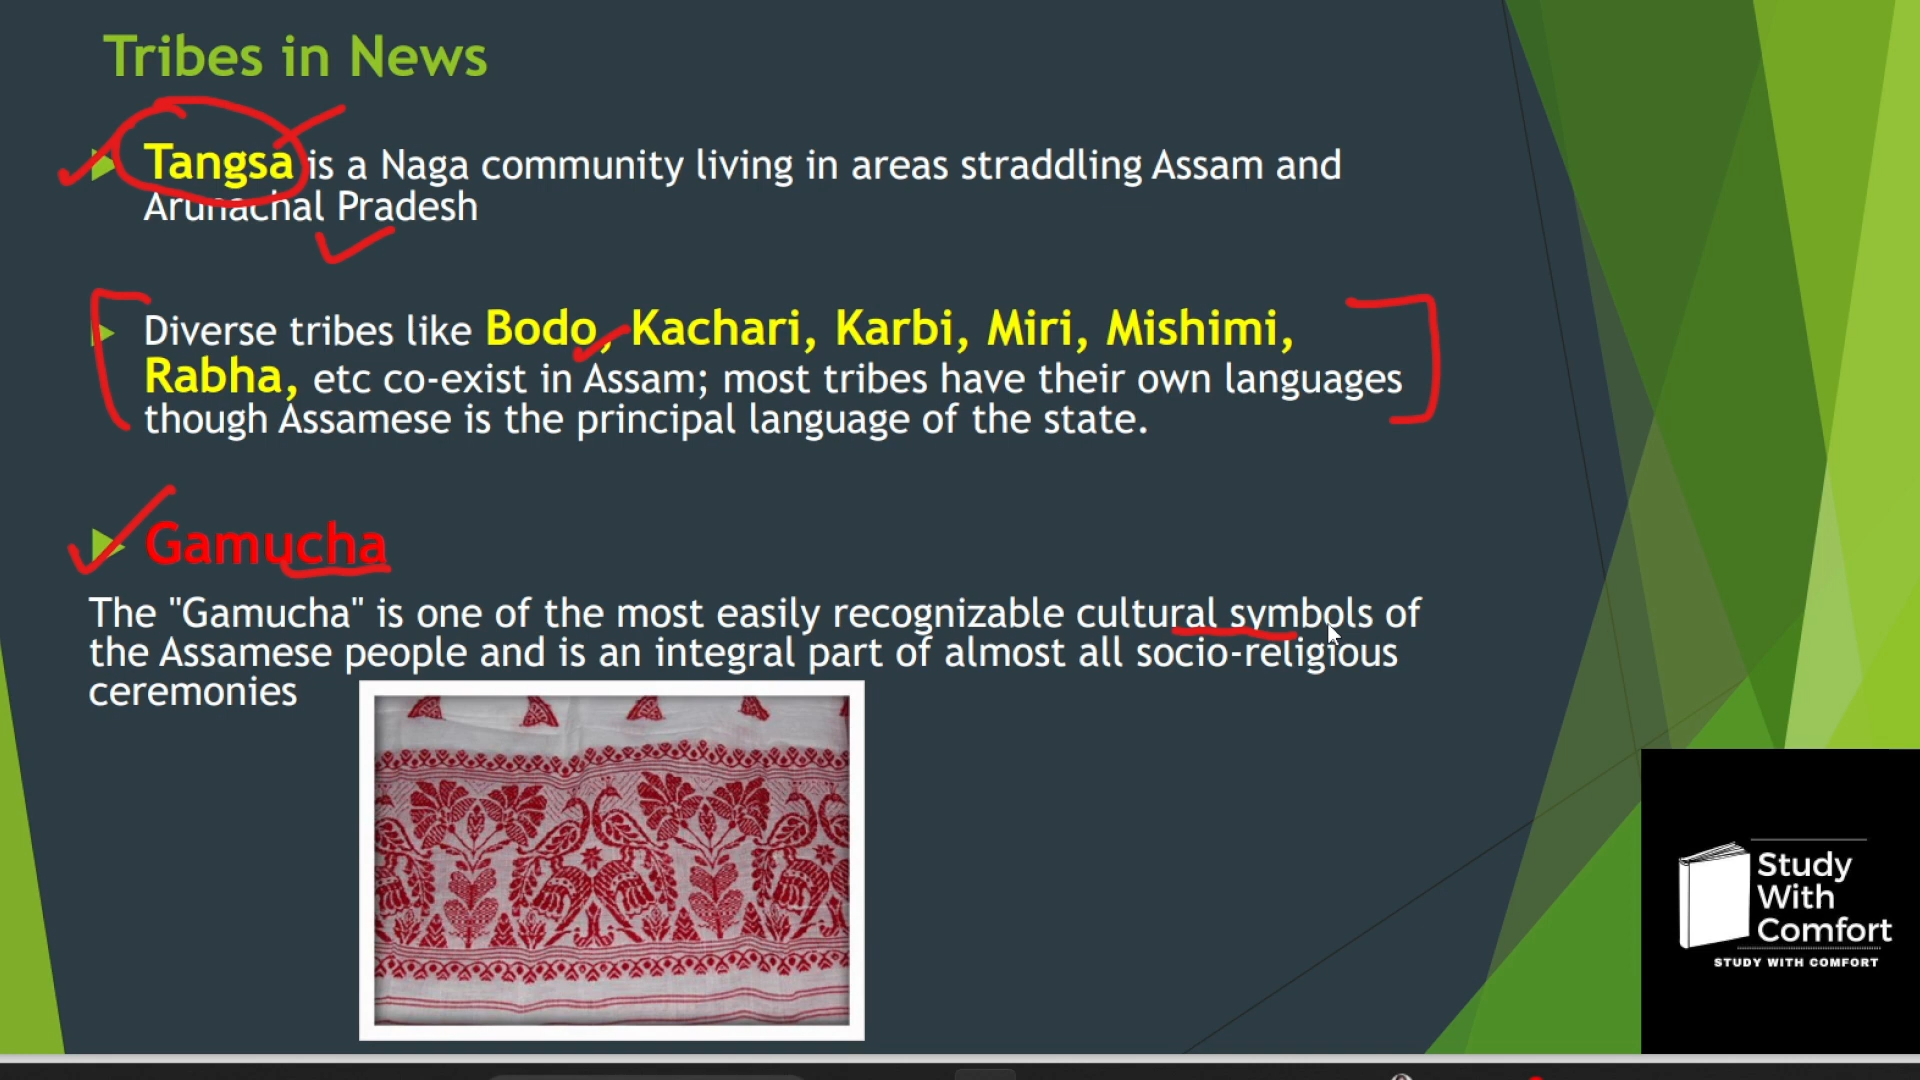 Tribes in News
Tangsa is a Naga community living in areas straddling Assam and
Arunachal Pradesh
Diverse tribes like Bodo, Kachari, Karbi, Miri, Mishimi,
Rabha, etc co-exist in Assam; most tribes have their own languages
though Assamese is the principal language of the state.
Gamucha
The "Gamucha" is one of the most easily recognizable cultural symbols of
the Assamese people and is an integral part of almost all socio-religious
ceremonies
Study
With
Comfort
STUDY WITH COMFORT